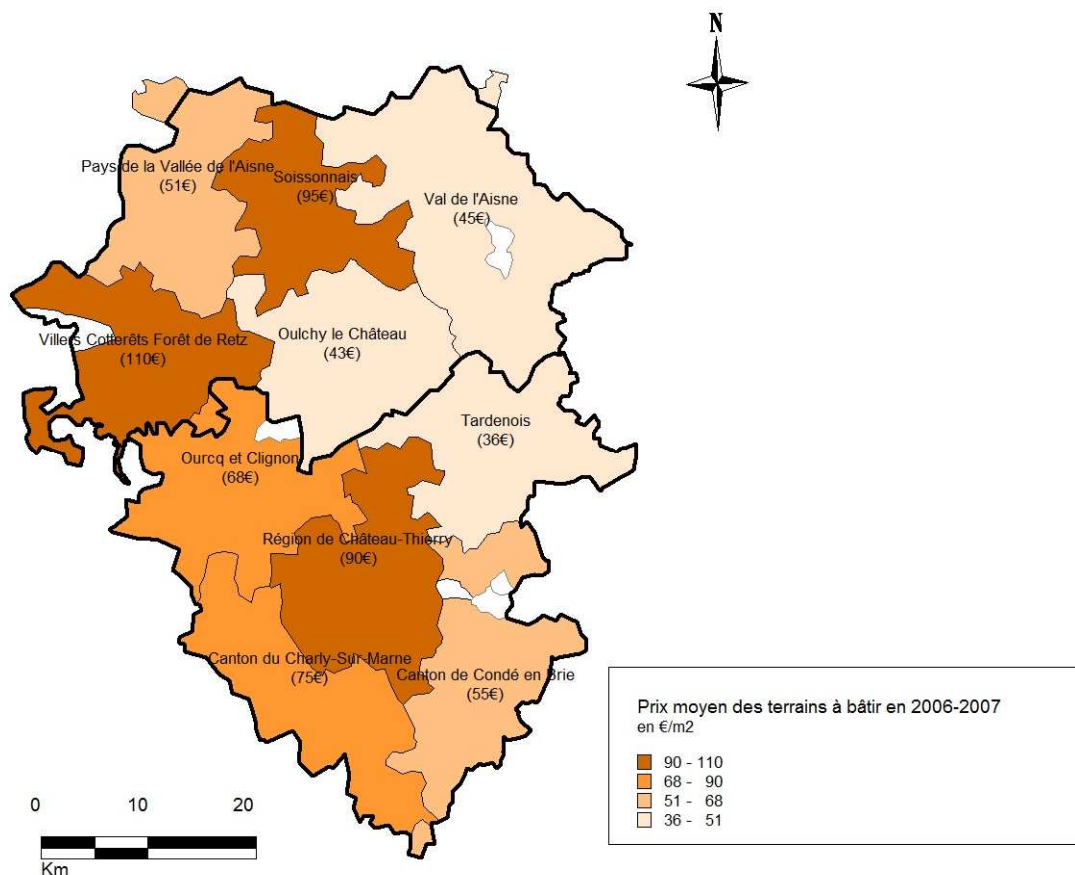 N
Pays de la Vallée de l'Aisne
(51€)
Soissonnais
(95€)
Val de l'Aisne
(45€)
Villers Cotterêts Forêt de Retz
(110€)
Oulchy le Château
(43€)
Tardenois
(36€)
Ourcq et Clignon
(68€)
Région de Château-Thierry
(90€)
Canton du Charly-Sur-Marne
(75€)
Canton de Condé en Brie
(55€)
Prix moyen des terrains à bâtir en 2006-2007
en €/m2
90 - 110
68 - 90
51 - 68
36 - 51
0 10 20
Km